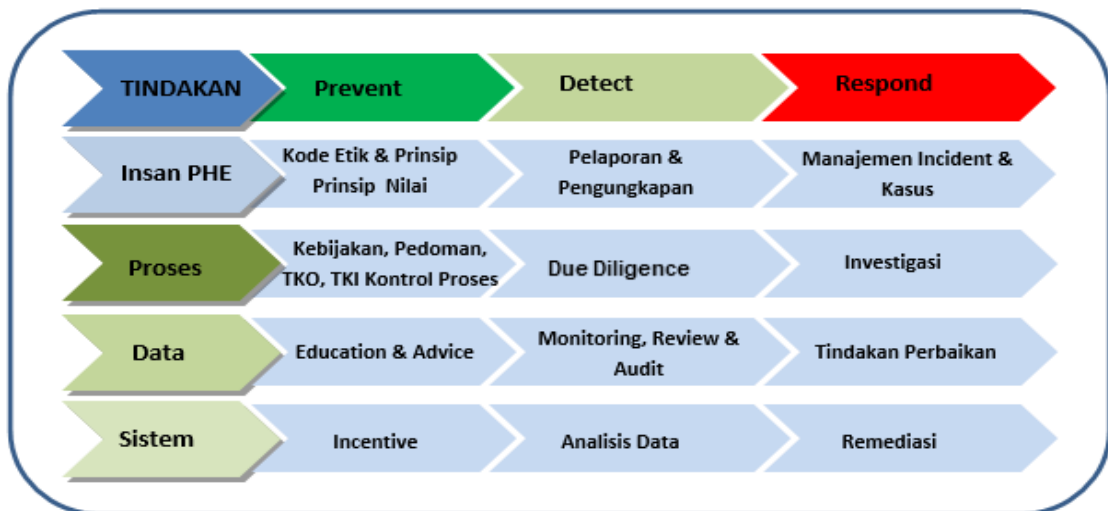 TINDAKAN
Prevent
Detect
Respond
Insan PHE
Kode Etik & Prinsip
Prinsip Nilai
Pelaporan &
Pengungkapan
Manajemen Incident &
Kasus
Proses
Kebijakan, Pedoman,
TKO, TKI Kontrol Proses
Due Diligence
Investigasi
Data
Education & Advice
Monitoring, Review &
Audit
Tindakan Perbaikan
Sistem
Incentive
Analisis Data
Remediasi